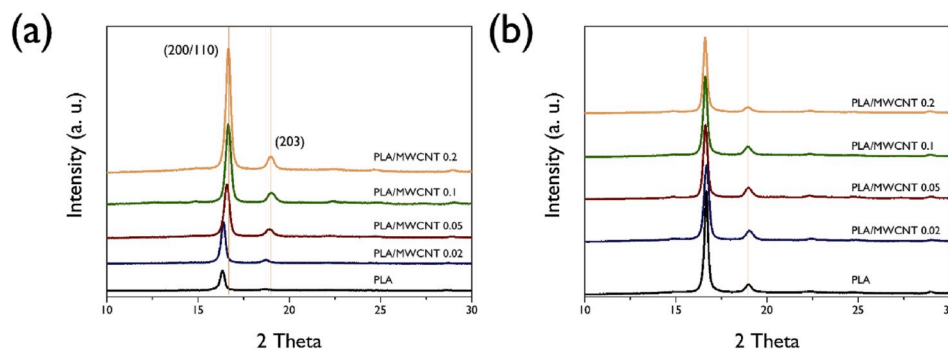 (a)
(200/110)
(203)
PLA/MWCNT 0.2
PLA/MWCNT 0.1
PLA/MWCNT 0.05
PLA/MWCNT 0.02
PLA
Intensity (a. u.)
10 15 20 25 30
2 Theta
(b)
PLA/MWCNT 0.2
PLA/MWCNT 0.1
PLA/MWCNT 0.05
PLA/MWCNT 0.02
PLA
Intensity (a. u.)
10 15 20 25
2 Theta